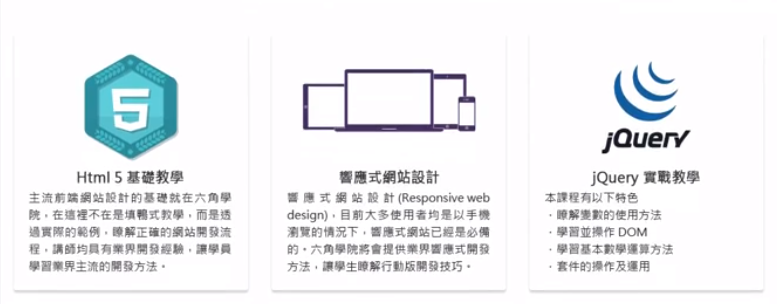 5
jQuery
Html 5 基礎教學
主流前端網站設計的基礎就在六角學
院，在這裡不在是填鴨式教學，而是透
過實際的範例，瞭解正確的網站開發流
程，講師均具有業界開發經驗，讓學員
學習業界主流的開發方法。
響應式網站設計
響應式網站設計(Responsive web
design)，目前大多使用者均是以手機
瀏覽的情況下，響應式網站已經是必備
的。六角學院將會提供業界響應式開發
方法，讓學生瞭解行動版開發技巧。
jQuery 實戰教學
本課程有以下特色
· 瞭解變數的使用方法
· 學習並操作 DOM
· 學習基本數學運算方法
· 套件的操作及運用